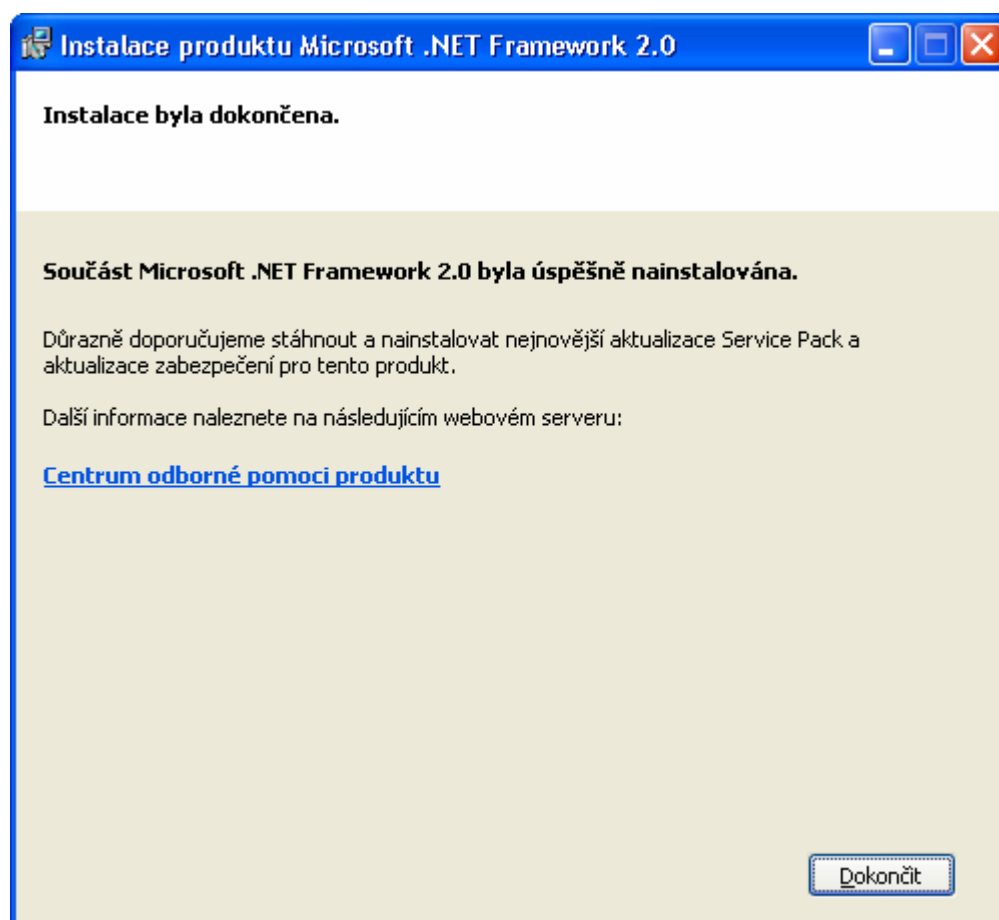 Instalace produktu Microsoft .NET Framework 2.0
Instalace byla dokončena.
Součást Microsoft .NET Framework 2.0 byla úspěšně nainstalována.
Důrazně doporučujeme stáhnout a nainstalovat nejnovější aktualizace Service Pack a
aktualizace zabezpečení pro tento produkt.
Další informace naleznete na následujícím webovém serveru:
Centrum odborné pomoci produktu
Dokončit